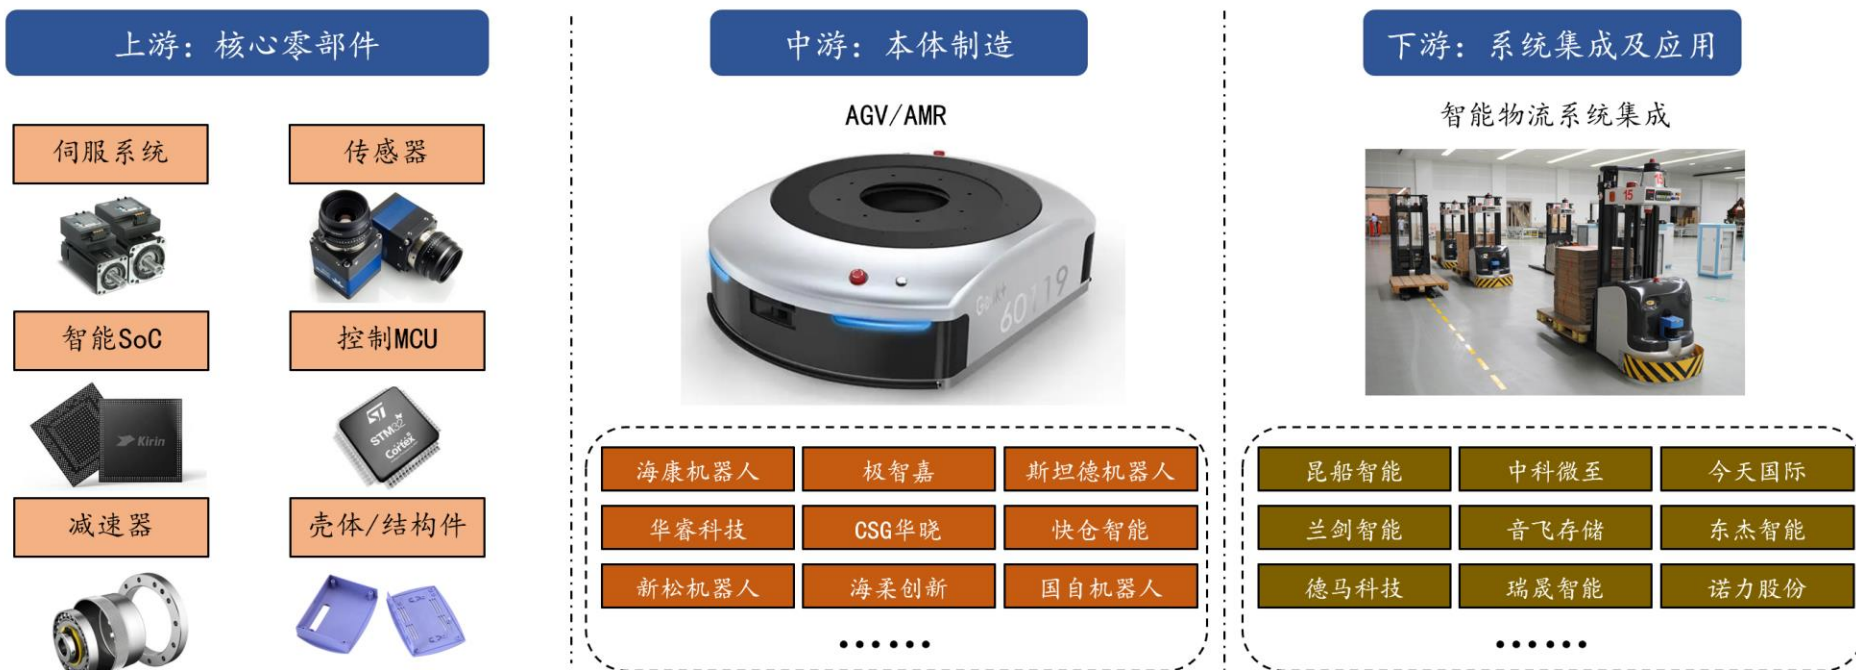 上游：核心零部件
中游：本体制造
下游：系统集成及应用
伺服系统
传感器
智能SoC
Kirin
控制MCU
ST
STM32
Cortex
减速器
壳体/结构件
AGV/AMR
60119
海康机器人
极智嘉
斯坦德机器人
华睿科技
CSG华晓
快仓智能
新松机器人
海柔创新
国自机器人
••••••
智能物流系统集成
15
15
昆船智能
中科微至
今天国际
兰剑智能
音飞存储
东杰智能
德马科技
瑞晟智能
诺力股份
••••••